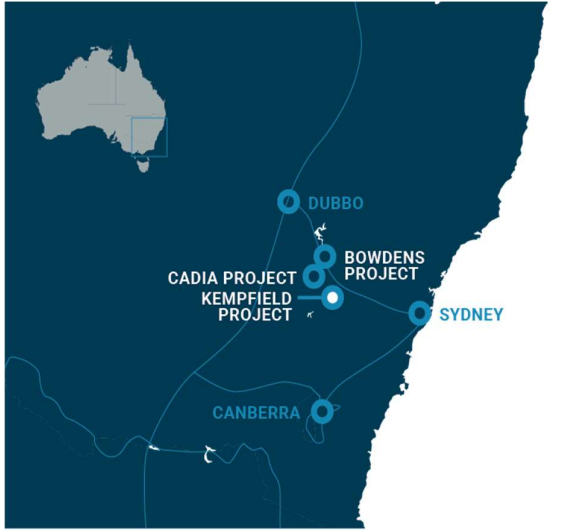 DUBBO
BOWDENS
PROJECT
CADIA PROJECT
KEMPFIELD
PROJECT
SYDNEY
CANBERRA